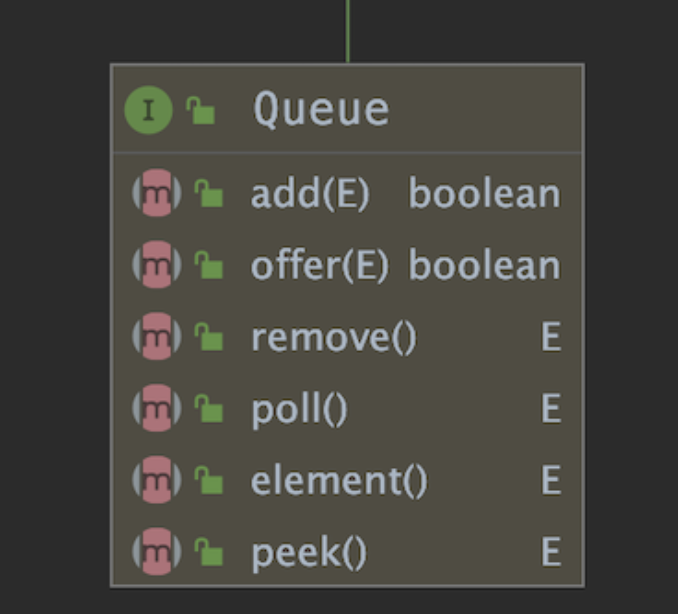 I Queue
m add(E) boolean
m offer(E) boolean
m remove() E
m poll() E
m element() E
m peek() E